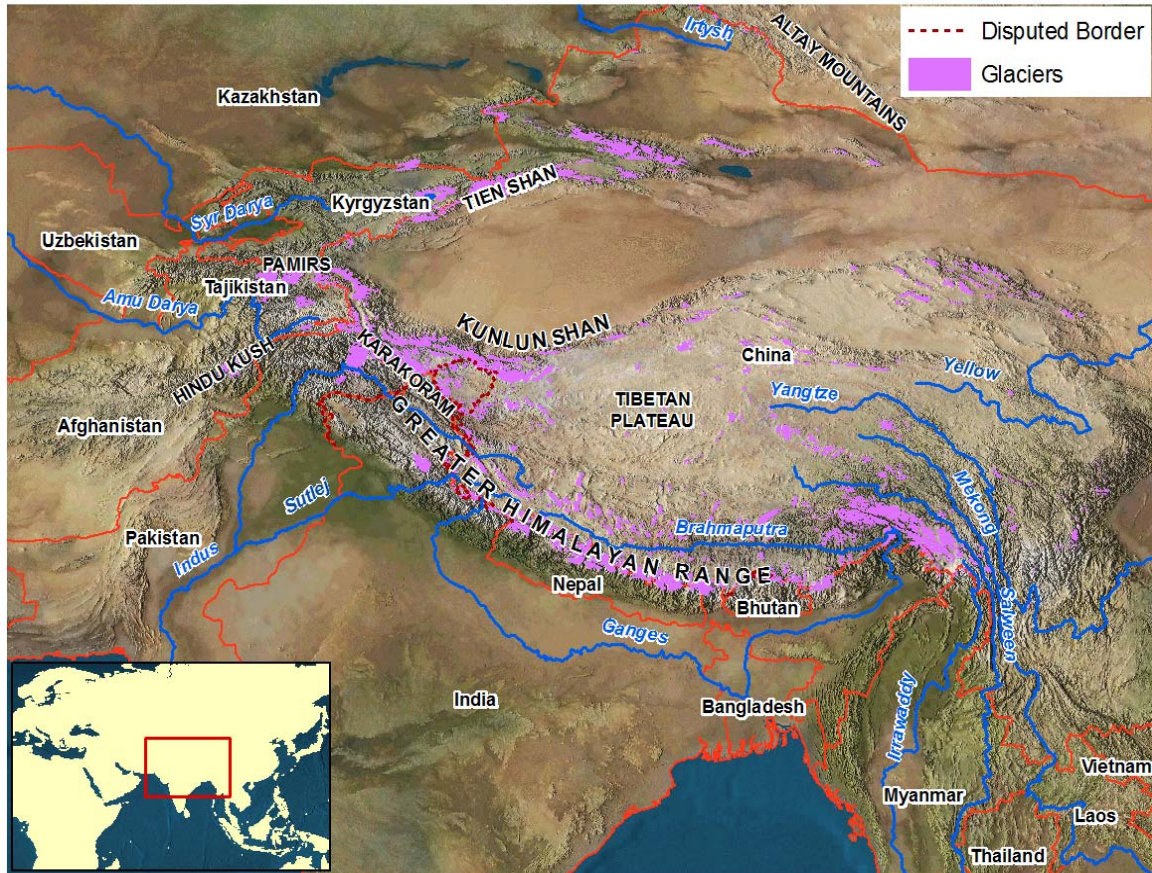 Irtysh
Disputed Border
Glaciers
ALTAY MOUNTAINS
Kazakhstan
TIEN SHAN
Kyrgyzstan
Syr Darya
Uzbekistan
PAMIRS
Tajikistan
Amu Darya
KUNLUN SHAN
HINDU KUSH
KARAKORAM
China
Yellow
Yangtze
TIBETAN
PLATEAU
Afghanistan
GREATER HIMALAYAN RANGE
Sutlej
Mekong
Pakistan
Indus
Brahmaputra
Nepal
Bhutan
Salween
Ganges
India
Bangladesh
Irrawaddy
Vietnam
Myanmar
Laos
Thailand